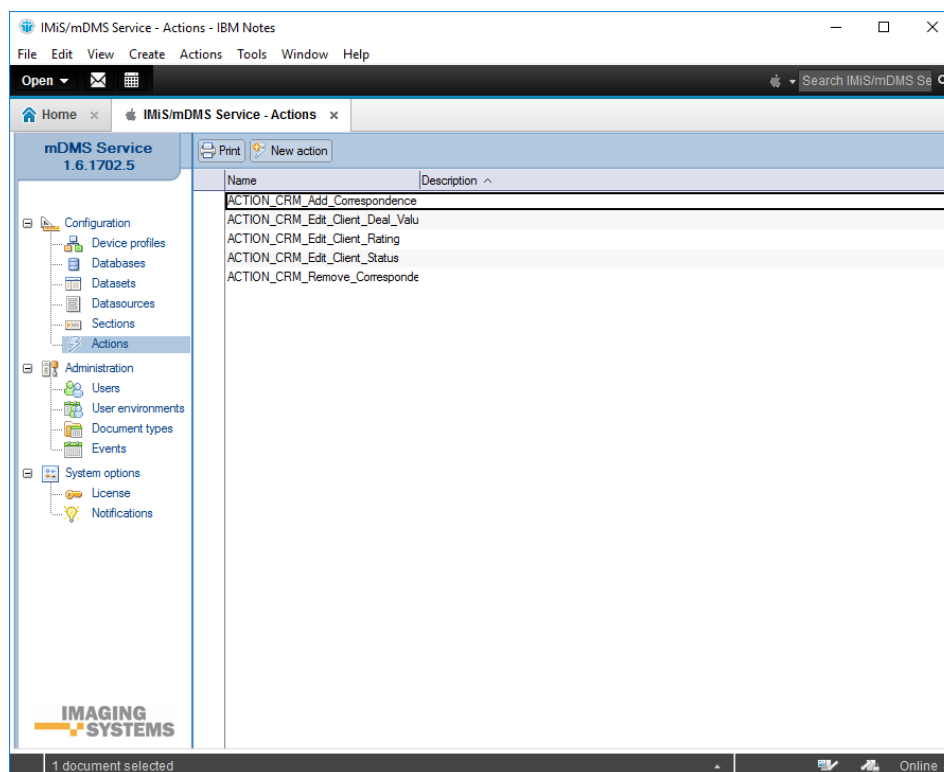 IMiS/mDMS Service - Actions - IBM Notes
File Edit View Create Actions Tools Window Help
Open Search IMiS/mDMS Se
Home IMiS/mDMS Service - Actions
mDMS Service
1.6.1702.5
Print New action
Name Description
ACTION_CRM_Add_Correspondence
ACTION_CRM_Edit_Client_Deal_Valu
ACTION_CRM_Edit_Client_Rating
ACTION_CRM_Edit_Client_Status
ACTION_CRM_Remove_Corresponde
Configuration
Device profiles
Databases
Datasets
Datasources
Sections
Actions
Administration
Users
User environments
Document types
Events
System options
License
Notifications
IMAGING
SYSTEMS
1 document selected Online